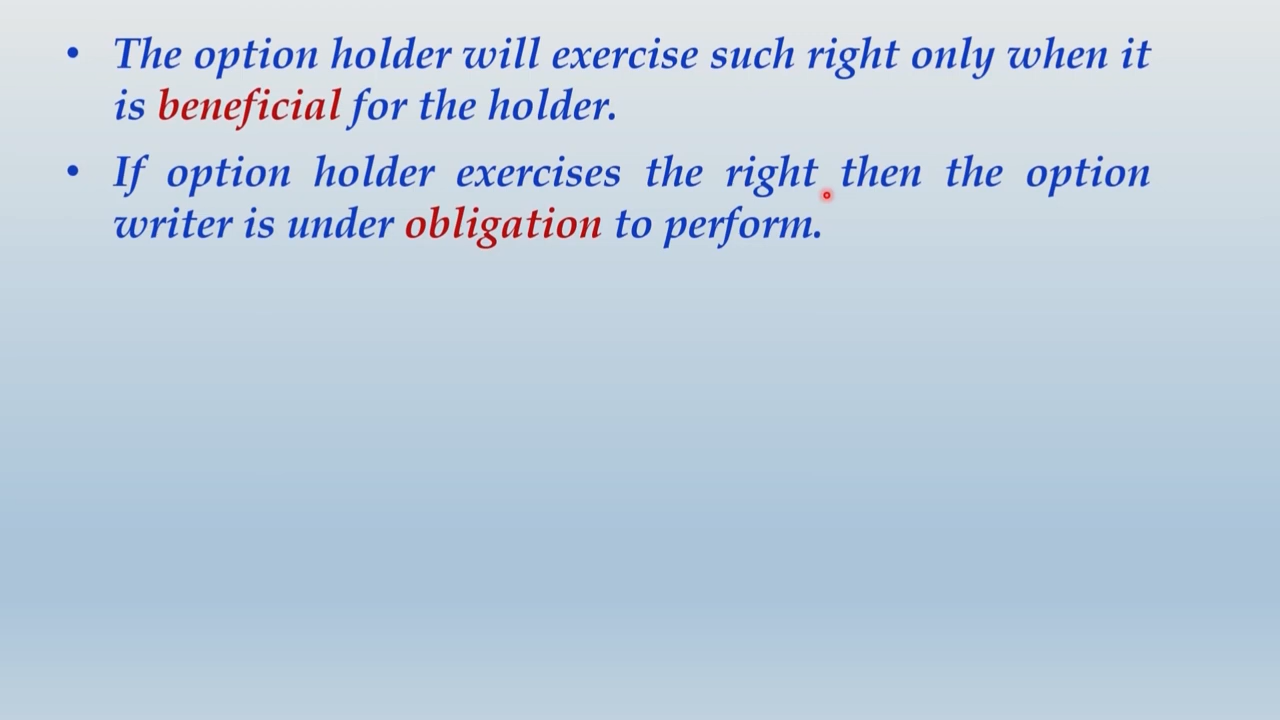 • The option holder will exercise such right only when it
is beneficial for the holder.
• If option holder exercises the right then the option
writer is under obligation to perform.